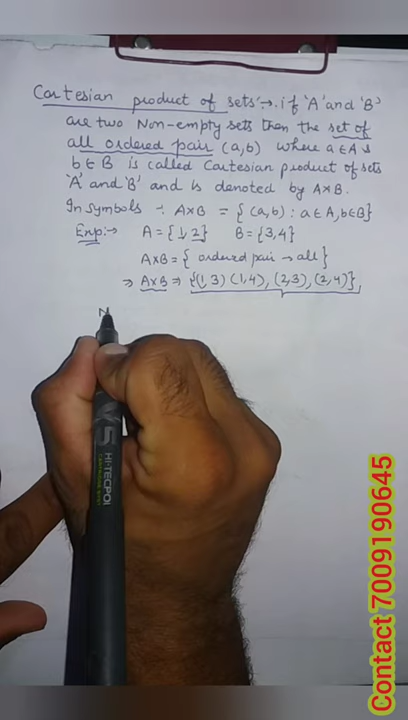 Cartesian product of sets :→ if 'A' and 'B'
are two Non-empty sets then the set of
all ordered pair (a,b) where a∈A &
b∈B is called Cartesian product of sets
'A' and 'B' and is denoted by A×B.
In symbols :- A×B = {(a,b) : a∈A, b∈B}
Exp:→ A = {1,2} B = {3,4}
A×B = { ordered pair → all }
⇒ A×B ⇒ {(1,3) (1,4), (2,3), (2,4)},
N
V5
HI-TECPOI
Contact 7009190645